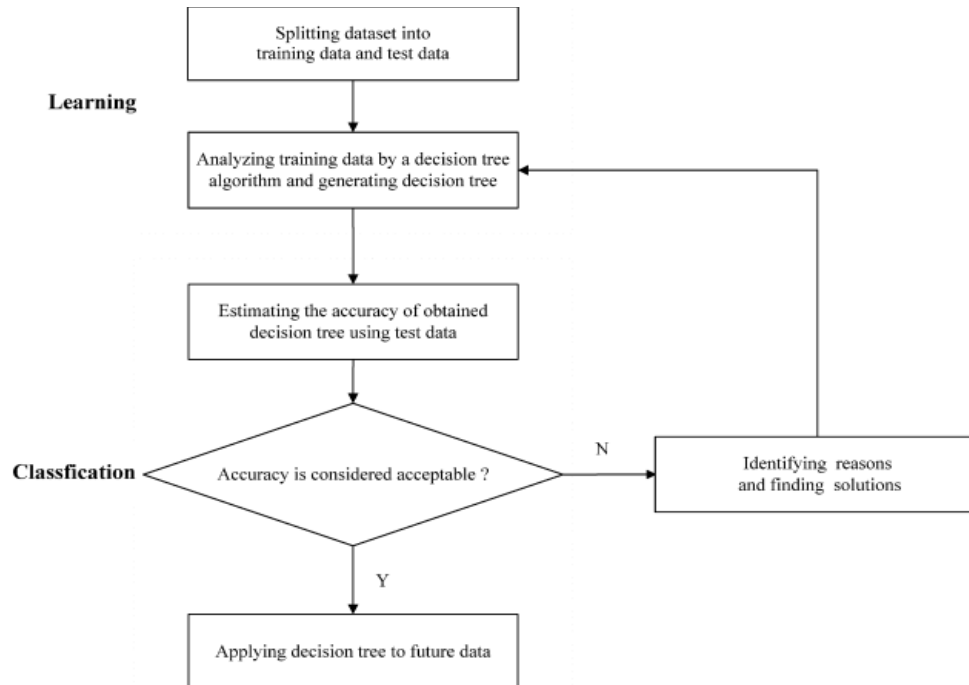 Splitting dataset into
training data and test data
Learning
Analyzing training data by a decision tree
algorithm and generating decision tree
Estimating the accuracy of obtained
decision tree using test data
Classfication
Accuracy is considered acceptable ?
N
Identifying reasons
and finding solutions
Y
Applying decision tree to future data